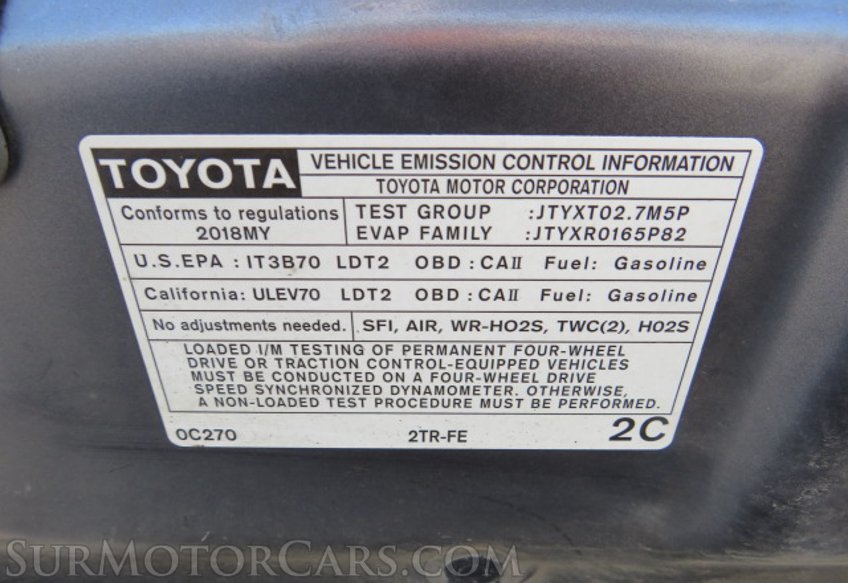 TOYOTA
VEHICLE EMISSION CONTROL INFORMATION
TOYOTA MOTOR CORPORATION
Conforms to regulations
2018MY
TEST GROUP :JTYXT02.7M5P
EVAP FAMILY :JTYXR0165P82
U.S.EPA : IT3B70 LDT2 OBD : CAII Fuel: Gasoline
California: ULEV70 LDT2 OBD : CAII Fuel: Gasoline
No adjustments needed.
SFI, AIR, WR-HO2S, TWC(2), HO2S
LOADED I/M TESTING OF PERMANENT FOUR-WHEEL
DRIVE OR TRACTION CONTROL-EQUIPPED VEHICLES
MUST BE CONDUCTED ON A FOUR-WHEEL DRIVE
SPEED SYNCHRONIZED DYNAMOMETER. OTHERWISE,
A NON-LOADED TEST PROCEDURE MUST BE PERFORMED.
0C270 2TR-FE 2C
SURMOTORCARS.COM